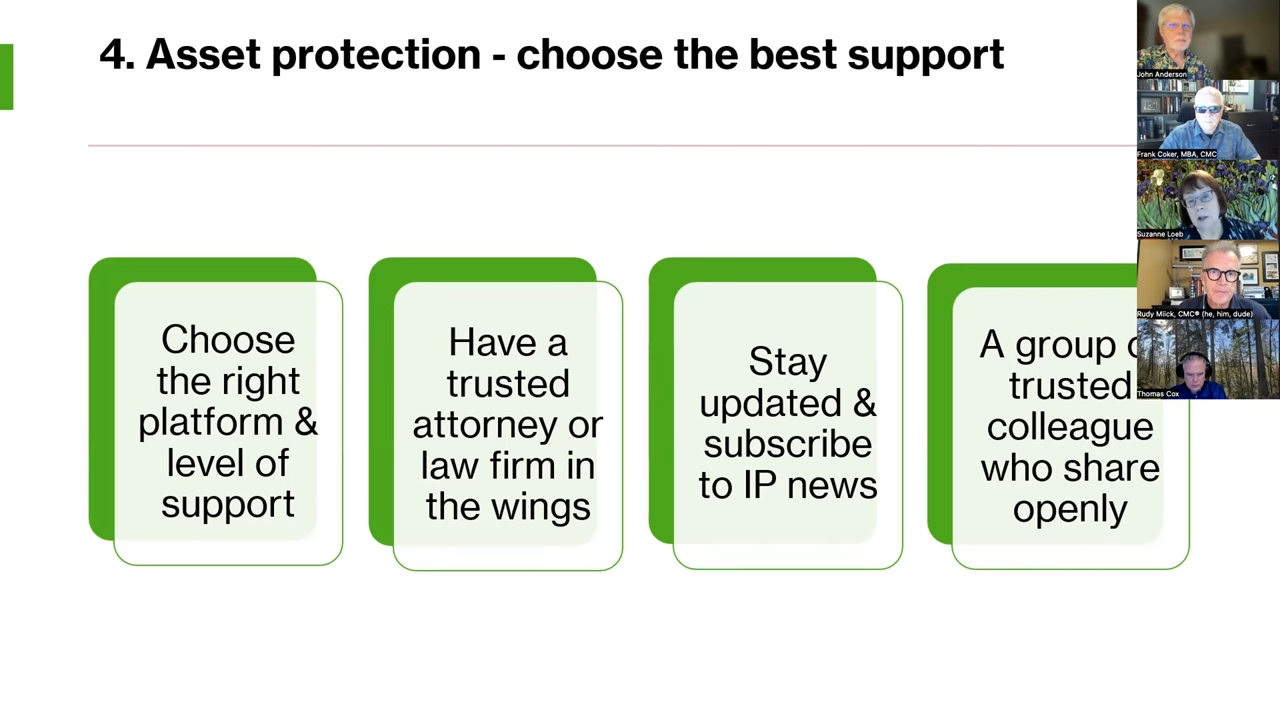 4. Asset protection - choose the best support
Choose
the right
platform &
level of
support
Have a
trusted
attorney or
law firm in
the wings
Stay
updated &
subscribe
to IP news
A group
trusted
colleague
who share
openly
John Anderson
Frank Coker, MBA, CMC
Suzanne Loeb
Rudy Miick, CMC® (he, him, dude)
Thomas Cox